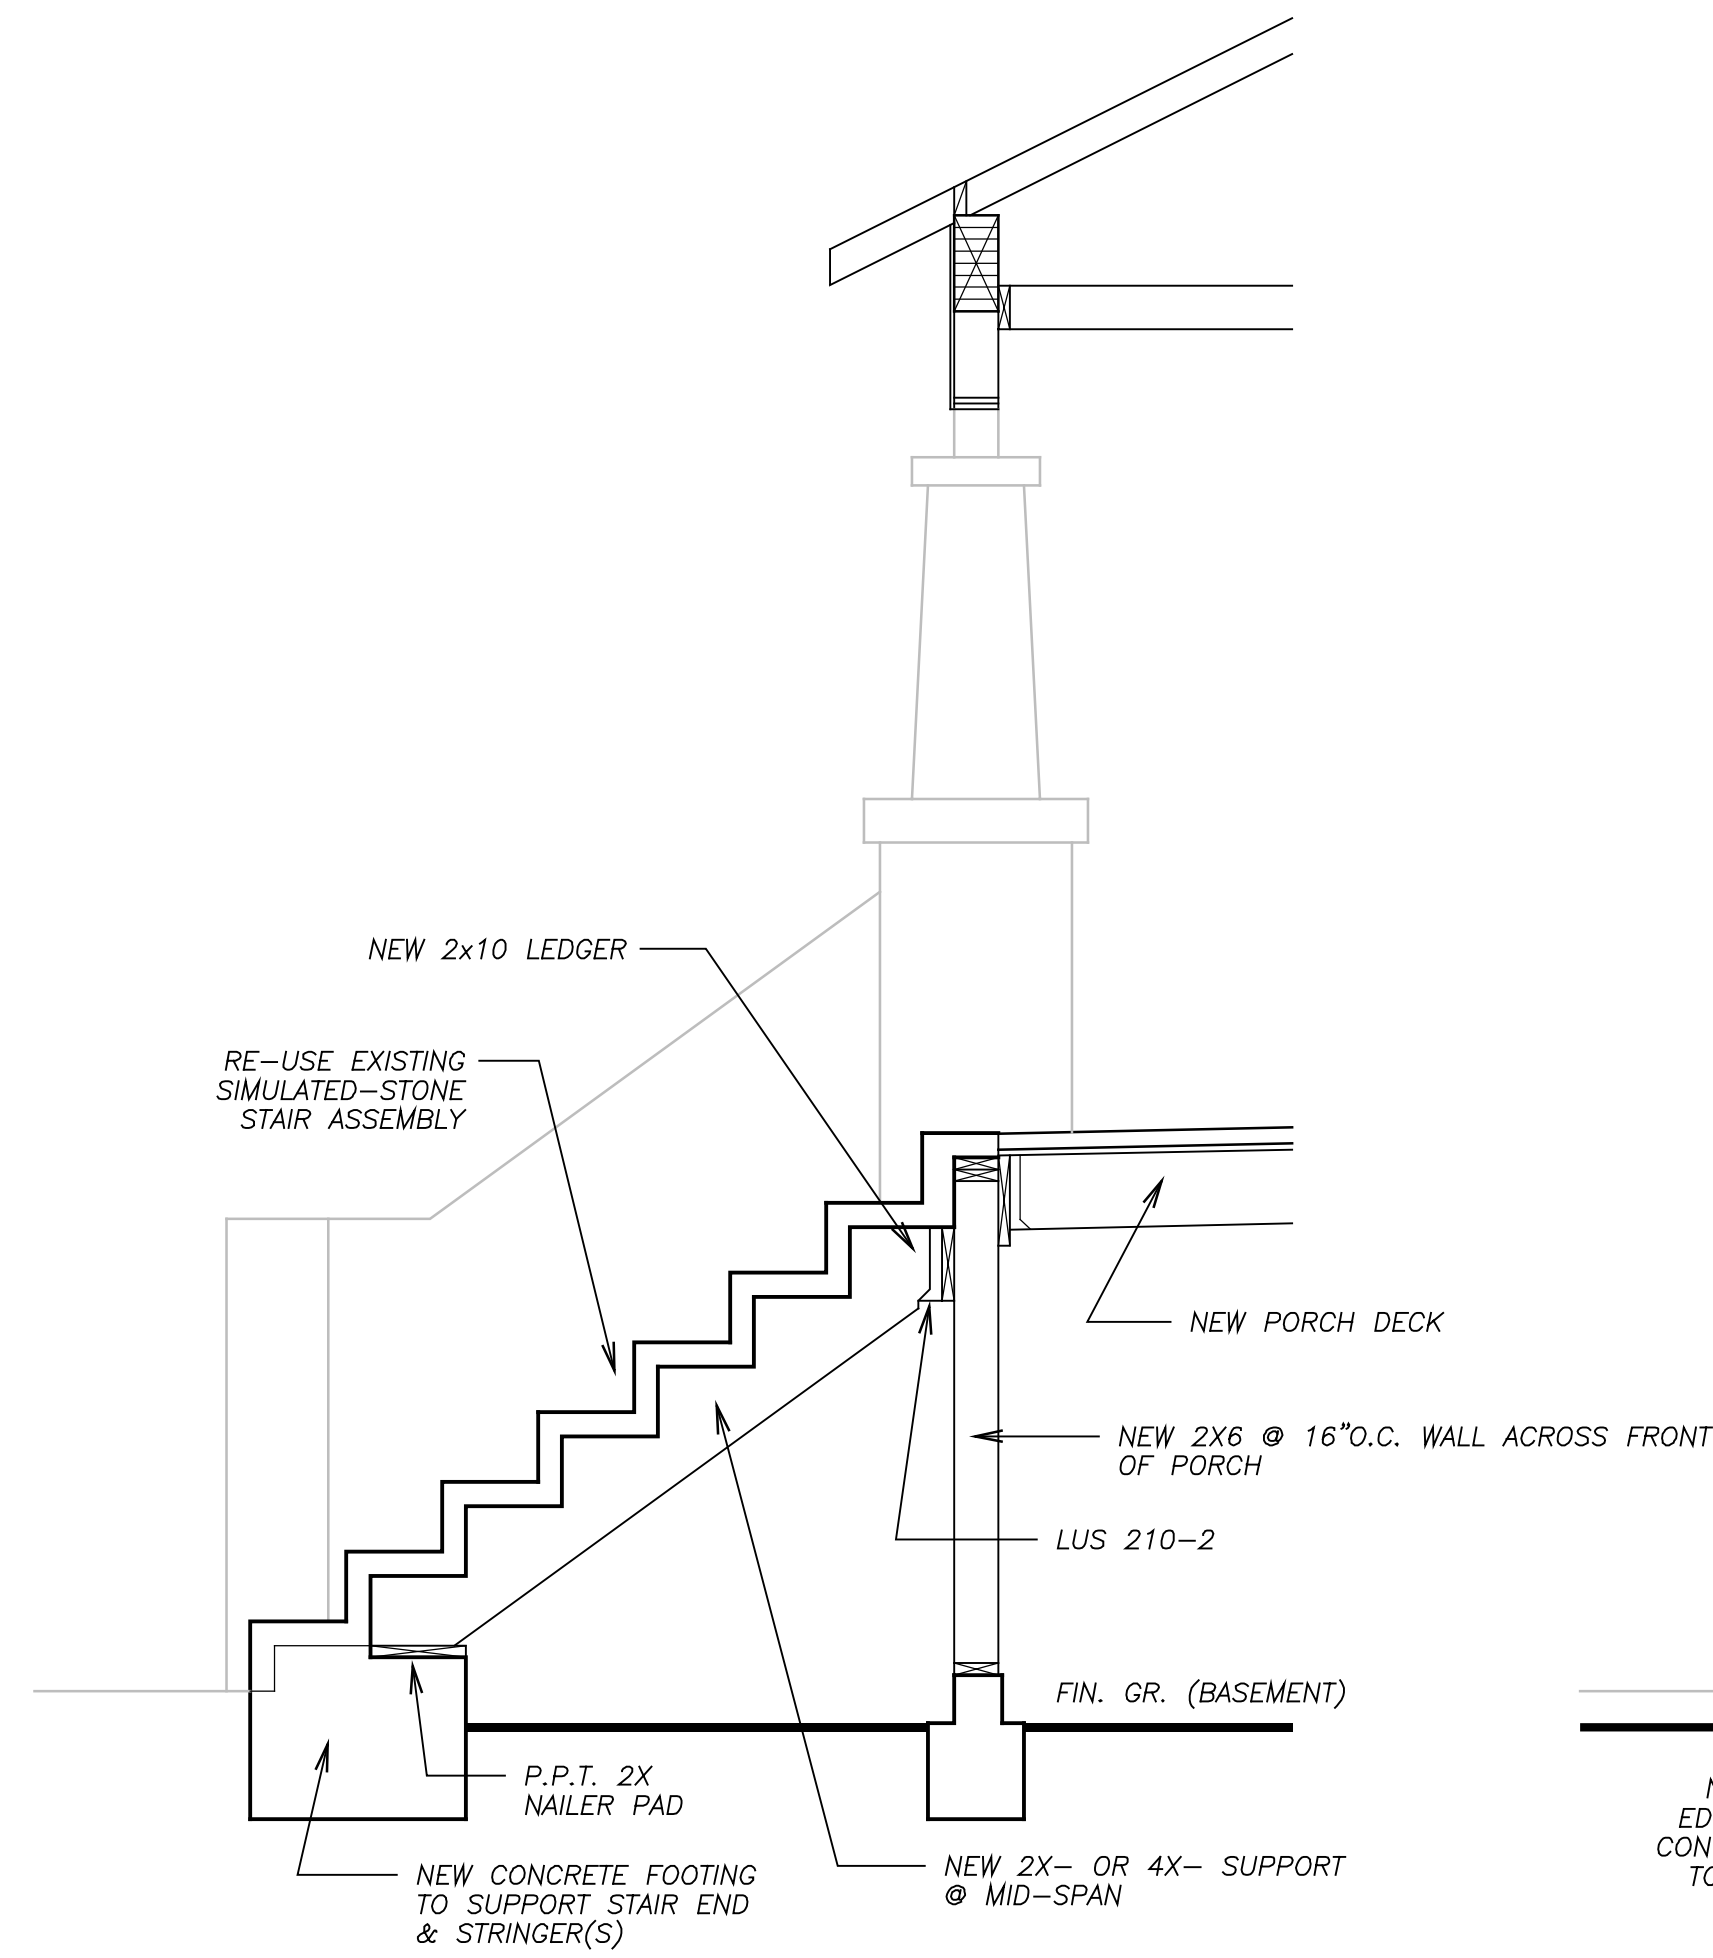 NEW 2x10 LEDGER
RE-USE EXISTING
SIMULATED-STONE
STAIR ASSEMBLY
NEW PORCH DECK
NEW 2X6 @ 16"O.C. WALL ACROSS FRONT
OF PORCH
LUS 210-2
FIN. GR. (BASEMENT)
P.P.T. 2X
NAILER PAD
NEW 2X- OR 4X- SUPPORT
@ MID-SPAN
NEW CONCRETE FOOTING
TO SUPPORT STAIR END
& STRINGER(S)